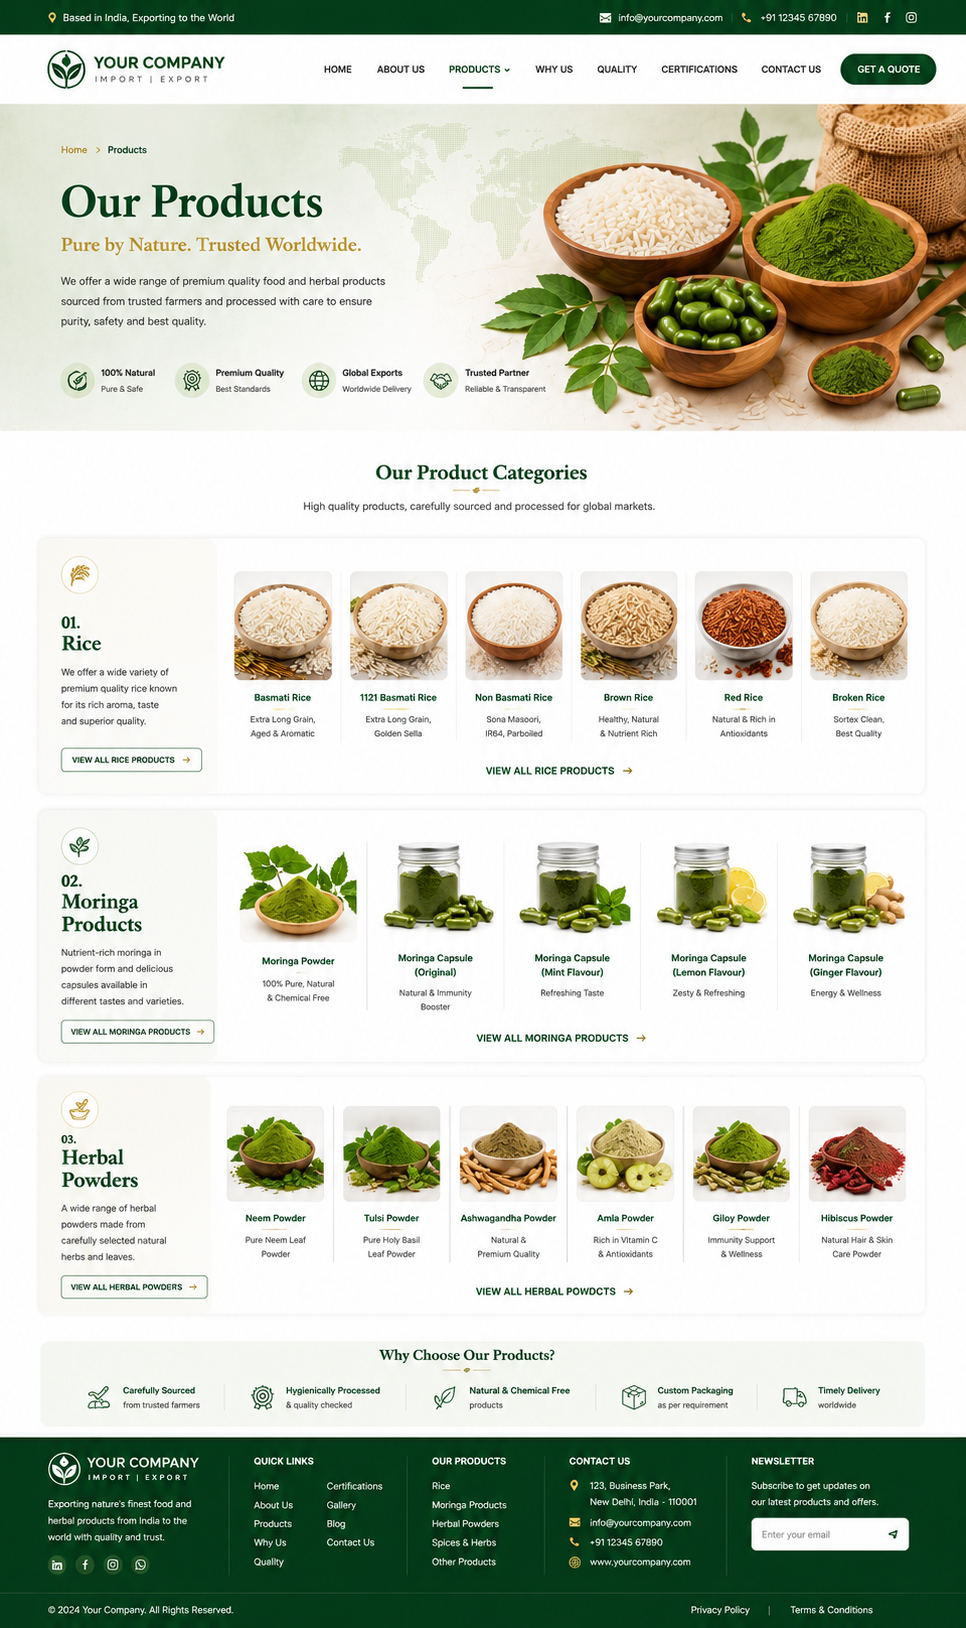 Based in India, Exporting to the World
info@yourcompany.com
+91 12345 67890
YOUR COMPANY
IMPORT | EXPORT
HOME
ABOUT US
PRODUCTS
WHY US
QUALITY
CERTIFICATIONS
CONTACT US
GET A QUOTE
Home > Products
Our Products
Pure by Nature. Trusted Worldwide.
We offer a wide range of premium quality food and herbal products
sourced from trusted farmers and processed with care to ensure
purity, safety and best quality.
100% Natural
Pure & Safe
Premium Quality
Best Standards
Global Exports
Worldwide Delivery
Trusted Partner
Reliable & Transparent
Our Product Categories
High quality products, carefully sourced and processed for global markets.
01.
Rice
We offer a wide variety of
premium quality rice known
for its rich aroma, taste
and superior quality.
VIEW ALL RICE PRODUCTS →
Basmati Rice
Extra Long Grain,
Aged & Aromatic
1121 Basmati Rice
Extra Long Grain,
Golden Sella
Non Basmati Rice
Sona Masoori,
IR64, Parboiled
Brown Rice
Healthy, Natural
& Nutrient Rich
Red Rice
Natural & Rich in
Antioxidants
Broken Rice
Sortex Clean,
Best Quality
VIEW ALL RICE PRODUCTS →
02.
Moringa
Products
Nutrient-rich moringa in
powder form and delicious
capsules available in
different tastes and varieties.
VIEW ALL MORINGA PRODUCTS →
Moringa Powder
100% Pure, Natural
& Chemical Free
Moringa Capsule
(Original)
Natural & Immunity
Booster
Moringa Capsule
(Mint Flavour)
Refreshing Taste
Moringa Capsule
(Lemon Flavour)
Zesty & Refreshing
Moringa Capsule
(Ginger Flavour)
Energy & Wellness
VIEW ALL MORINGA PRODUCTS →
03.
Herbal
Powders
A wide range of herbal
powders made from
carefully selected natural
herbs and leaves.
VIEW ALL HERBAL POWDERS →
Neem Powder
Pure Neem Leaf
Powder
Tulsi Powder
Pure Holy Basil
Leaf Powder
Ashwagandha Powder
Natural &
Premium Quality
Amla Powder
Rich in Vitamin C
& Antioxidants
Giloy Powder
Immunity Support
& Wellness
Hibiscus Powder
Natural Hair & Skin
Care Powder
VIEW ALL HERBAL POWDCTS →
Why Choose Our Products?
Carefully Sourced
from trusted farmers
Hygienically Processed
& quality checked
Natural & Chemical Free
products
Custom Packaging
as per requirement
Timely Delivery
worldwide
YOUR COMPANY
IMPORT | EXPORT
Exporting nature's finest food and
herbal products from India to the
world with quality and trust.
QUICK LINKS
Home
About Us
Products
Why Us
Quality
Certifications
Gallery
Blog
Contact Us
OUR PRODUCTS
Rice
Moringa Products
Herbal Powders
Spices & Herbs
Other Products
CONTACT US
123, Business Park,
New Delhi, India - 110001
info@yourcompany.com
+91 12345 67890
www.yourcompany.com
NEWSLETTER
Subscribe to get updates on
our latest products and offers.
Enter your email
© 2024 Your Company. All Rights Reserved.
Privacy Policy | Terms & Conditions